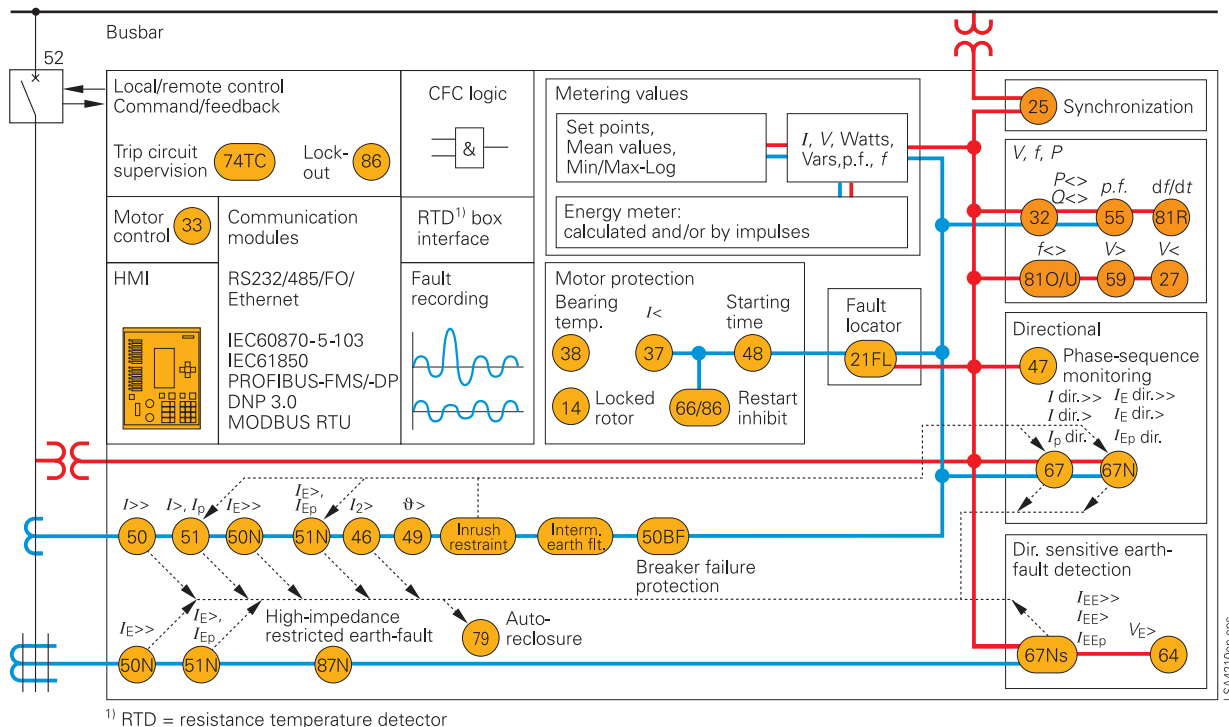 Busbar
52
Local/remote control
Command/feedback
Trip circuit
supervision
74TC
Lock-
out
86
CFC logic
&
Motor
control
33
Communication
modules
RS232/485/FO/
Ethernet
IEC60870-5-103
IEC61850
PROFIBUS-FMS/-DP
DNP 3.0
MODBUS RTU
RTD1) box
interface
HMI
Fault
recording
Metering values
Set points,
Mean values,
Min/Max-Log
I, V, Watts,
Vars,p.f., f
Energy meter:
calculated and/or by impulses
Motor protection
Bearing
temp.
38
I<
37
Starting
time
48
14
Locked
rotor
66/86
Restart
inhibit
Fault
locator
21FL
25
Synchronization
V, f, P
P<>
Q<>
32
p.f.
55
df/dt
81R
f<>
81O/U
V>
59
V<
27
Directional
47
Phase-sequence
monitoring
I dir.>>
I dir.>
Ip dir.
IE dir.>>
IE dir.>
IEp dir.
67
67N
I>>
50
I>, Ip
51
IE>>
50N
IE>,
IEp
51N
I2>
46
ϑ>
49
Inrush
restraint
Interm.
earth flt.
50BF
Breaker failure
protection
IE>>
50N
IE>,
IEp
51N
High-impedance
restricted earth-fault
87N
79
Auto-
reclosure
Dir. sensitive earth-
fault detection
IEE>>
IEE>
IEEp
67Ns
VE>
64
1) RTD = resistance temperature detector